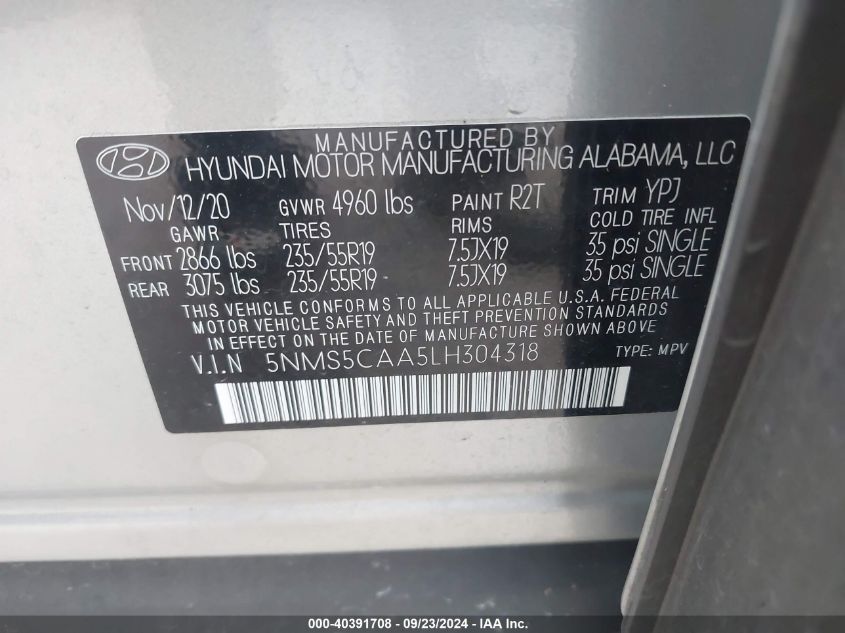 MANUFACTURED BY
HYUNDAI MOTOR MANUFACTURING ALABAMA, LLC
Nov/12/20 GVWR 4960 lbs PAINT R2T TRIM YPJ
GAWR TIRES RIMS COLD TIRE INFL
FRONT 2866 lbs 235/55R19 7.5JX19 35 psi SINGLE
REAR 3075 lbs 235/55R19 7.5JX19 35 psi SINGLE
THIS VEHICLE CONFORMS TO ALL APPLICABLE U.S.A. FEDERAL
MOTOR VEHICLE SAFETY AND THEFT PREVENTION STANDARDS
IN EFFECT ON THE DATE OF MANUFACTURE SHOWN ABOVE.
V.I.N 5NMS5CAA5LH304318 TYPE: MPV
000-40391708 - 09/23/2024 - IAA Inc.